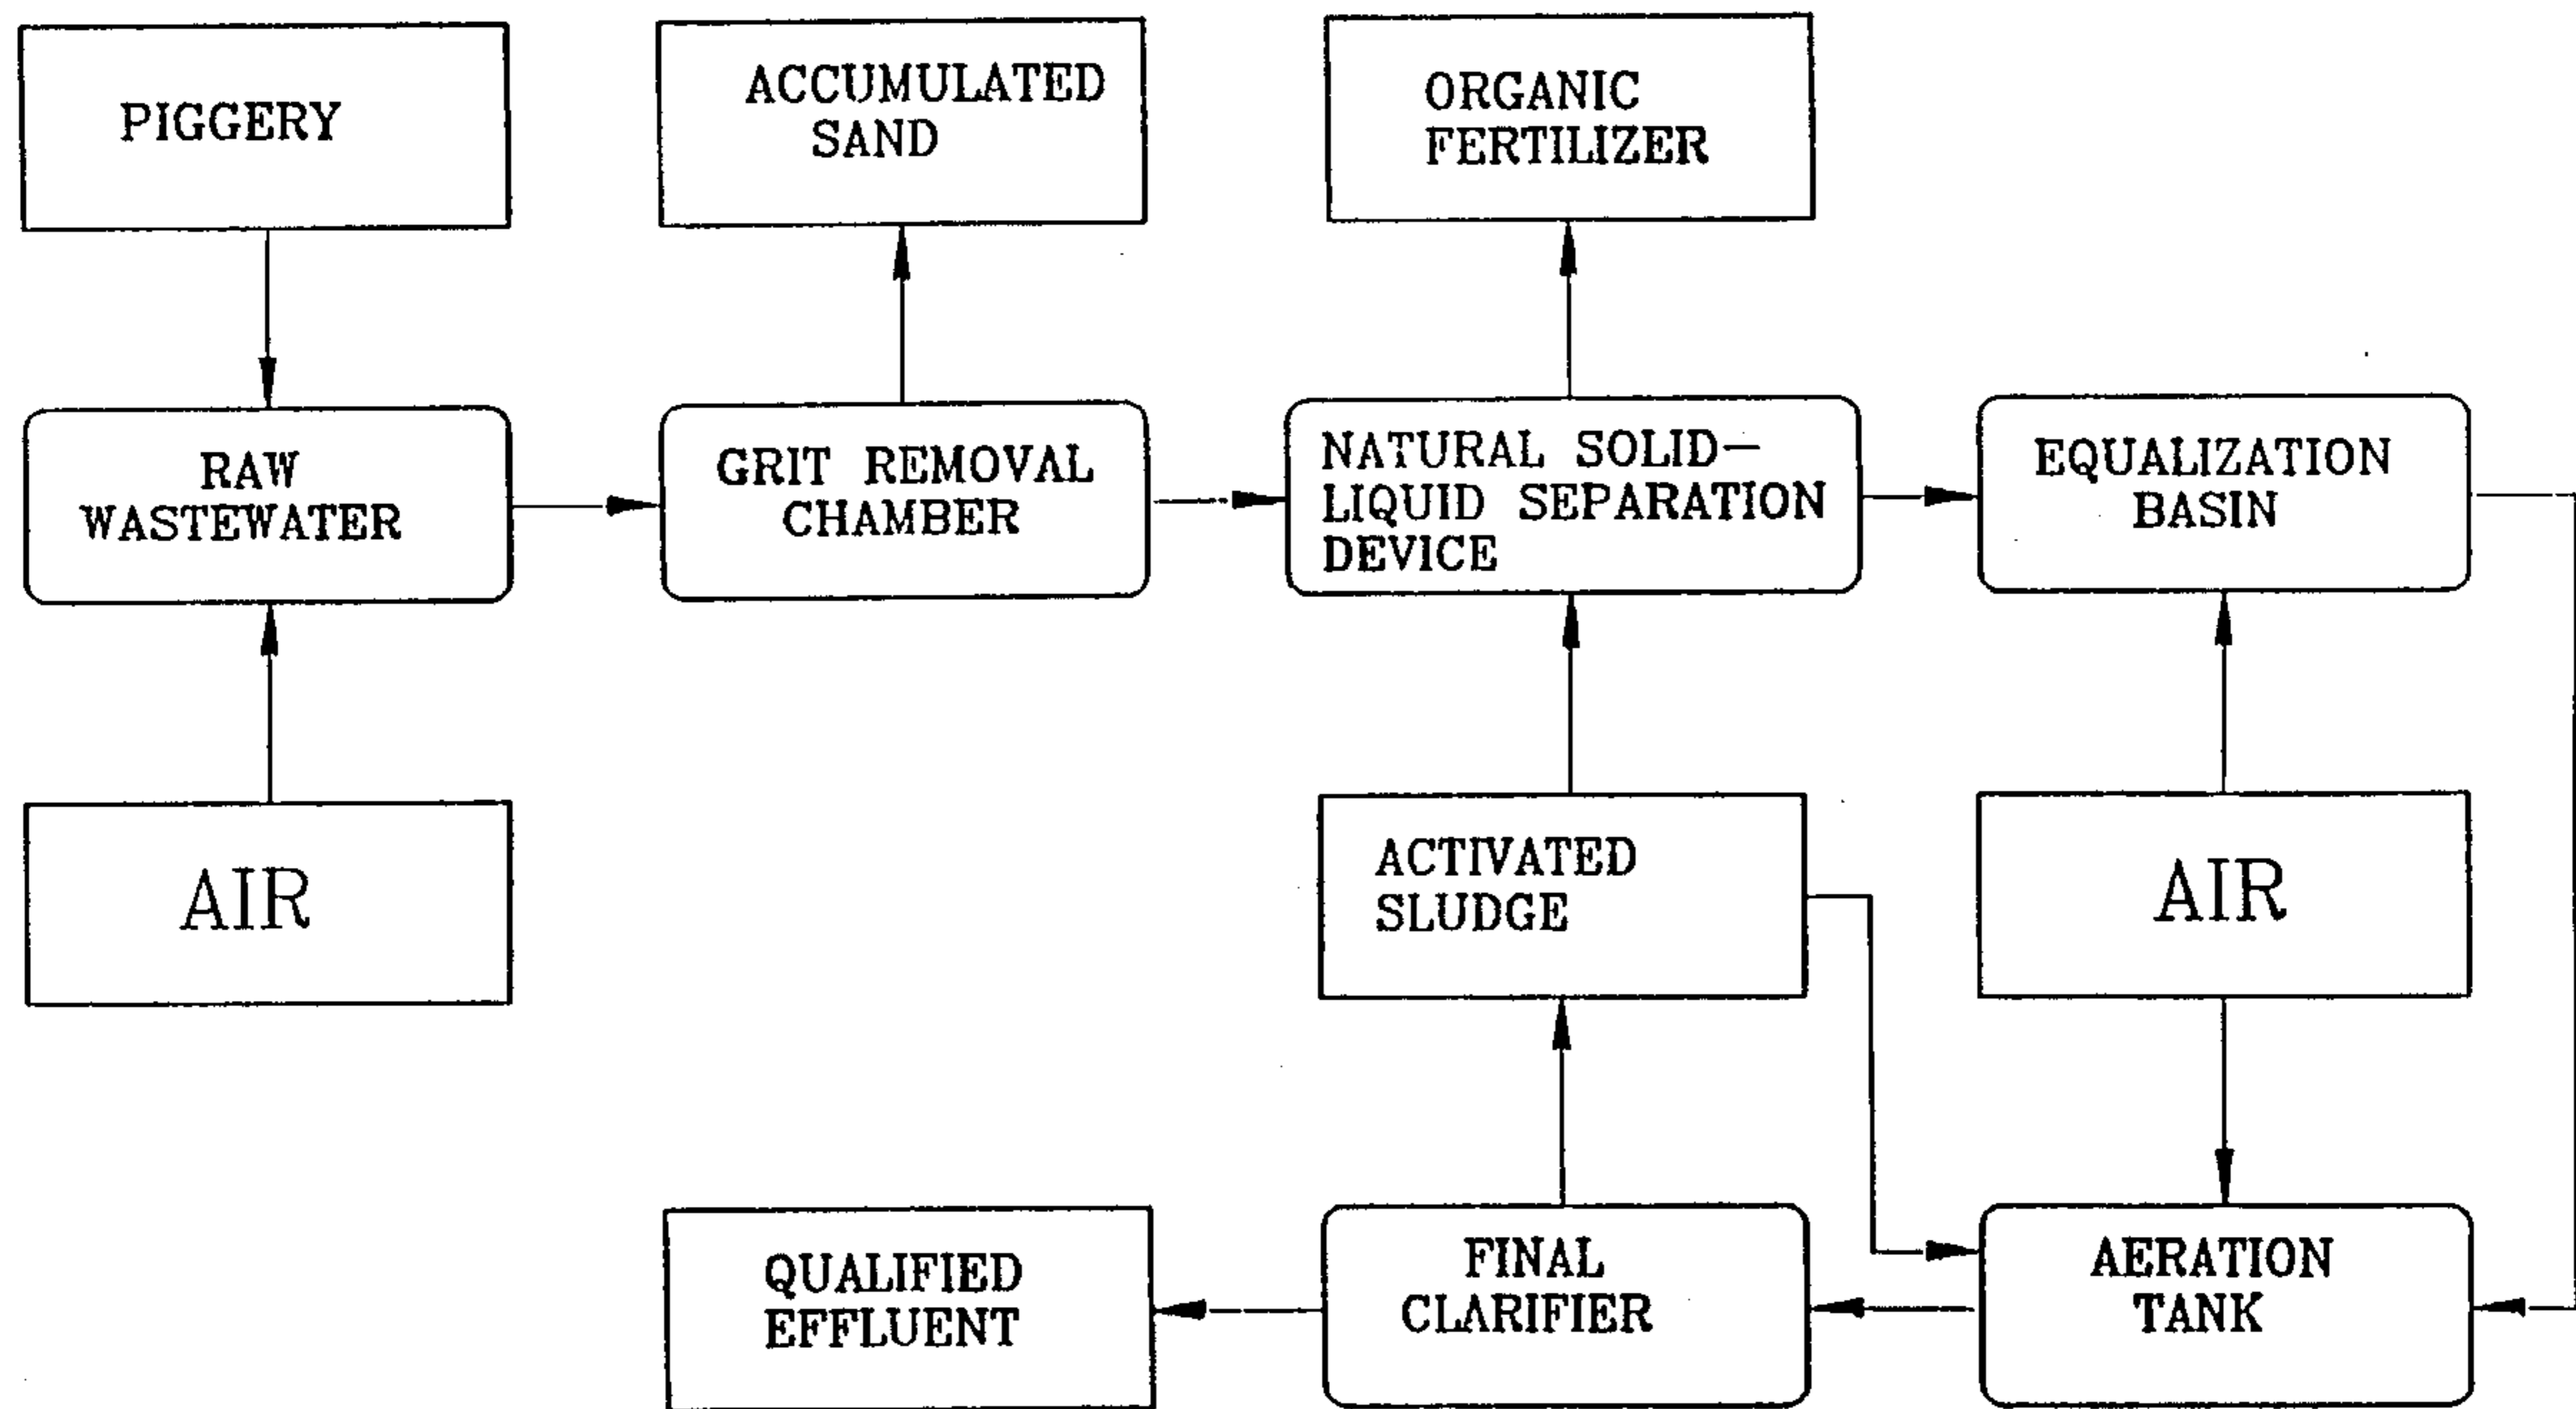 PIGGERY
ACCUMULATED
SAND
ORGANIC
FERTILIZER
RAW
WASTEWATER
GRIT REMOVAL
CHAMBER
NATURAL SOLID-
LIQUID SEPARATION
DEVICE
EQUALIZATION
BASIN
AIR
ACTIVATED
SLUDGE
AIR
QUALIFIED
EFFLUENT
FINAL
CLARIFIER
AERATION
TANK